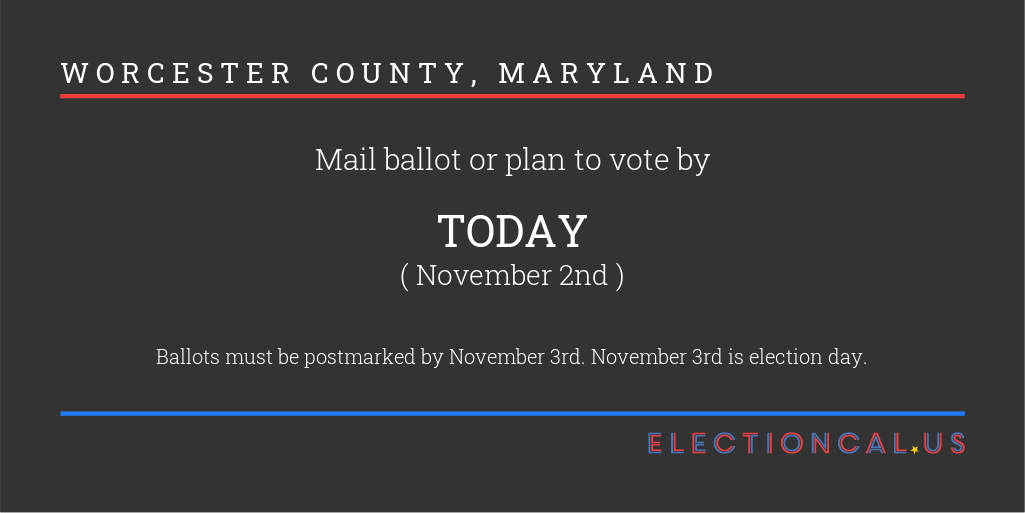 WORCESTER COUNTY, MARYLAND
Mail ballot or plan to vote by
TODAY
( November 2nd )
Ballots must be postmarked by November 3rd. November 3rd is election day.
ELECTIONCAL.US